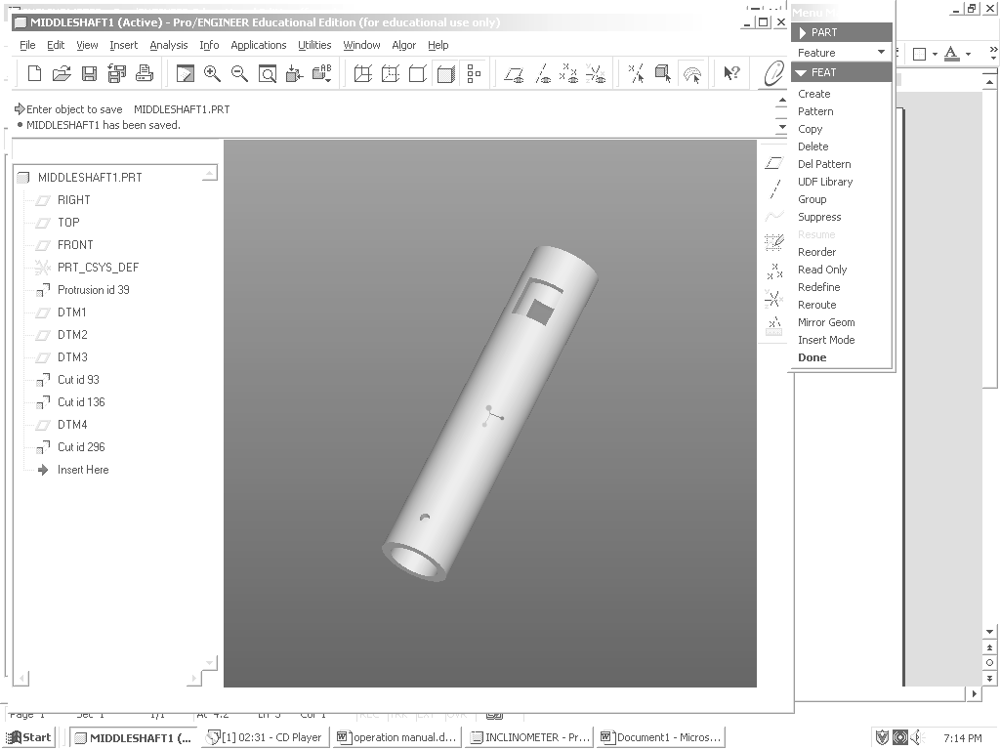 MIDDLESHAFT1 (Active) - Pro/ENGINEER Educational Edition (for educational use only)
File Edit View Insert Analysis Info Applications Utilities Window Algor Help
Enter object to save MIDDLESHAFT1.PRT
MIDDLESHAFT1 has been saved.
MIDDLESHAFT1.PRT
RIGHT
TOP
FRONT
PRT_CSYS_DEF
Protrusion id 39
DTM1
DTM2
DTM3
Cut id 93
Cut id 136
DTM4
Cut id 296
Insert Here
Menu M
PART
Feature
FEAT
Create
Pattern
Copy
Delete
Del Pattern
UDF Library
Group
Suppress
Resume
Reorder
Read Only
Redefine
Reroute
Mirror Geom
Insert Mode
Done
Page 1 Sec 1 1/1 At 4.2" Ln 5 Col 1 REC TRK EXT OVR
Start MIDDLESHAFT1 (... [1] 02:31 - CD Player operation manual.d... INCLINOMETER - Pr... Document1 - Micros... 7:14 PM